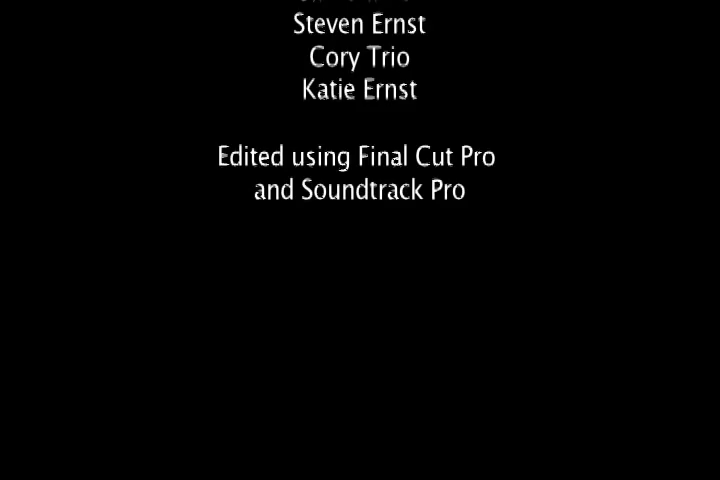 Steven Ernst
Cory Trio
Katie Ernst
Edited using Final Cut Pro
and Soundtrack Pro